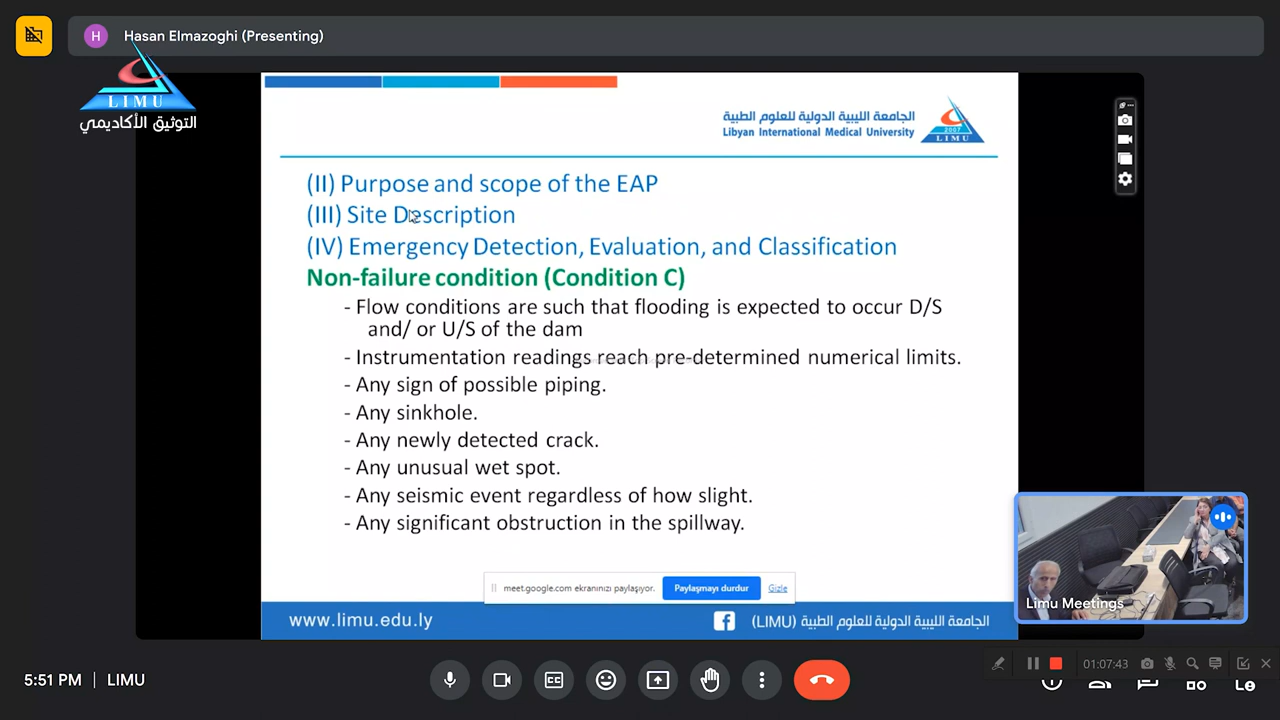 H
Hasan Elmazoghi (Presenting)
LIMU
التوثيق الأكاديمي
الجامعة الليبية الدولية للعلوم الطبية
Libyan International Medical University
2007
LIMU
(II) Purpose and scope of the EAP
(III) Site Description
(IV) Emergency Detection, Evaluation, and Classification
Non-failure condition (Condition C)
- Flow conditions are such that flooding is expected to occur D/S
and/ or U/S of the dam
- Instrumentation readings reach pre-determined numerical limits.
- Any sign of possible piping.
- Any sinkhole.
- Any newly detected crack.
- Any unusual wet spot.
- Any seismic event regardless of how slight.
- Any significant obstruction in the spillway.
meet.google.com ekranınızı paylaşıyor.
Paylaşmayı durdur
Gizle
www.limu.edu.ly
الجامعة الليبية الدولية للعلوم الطبية (LIMU)
Limu Meetings
01:07:43
5:51 PM | LIMU